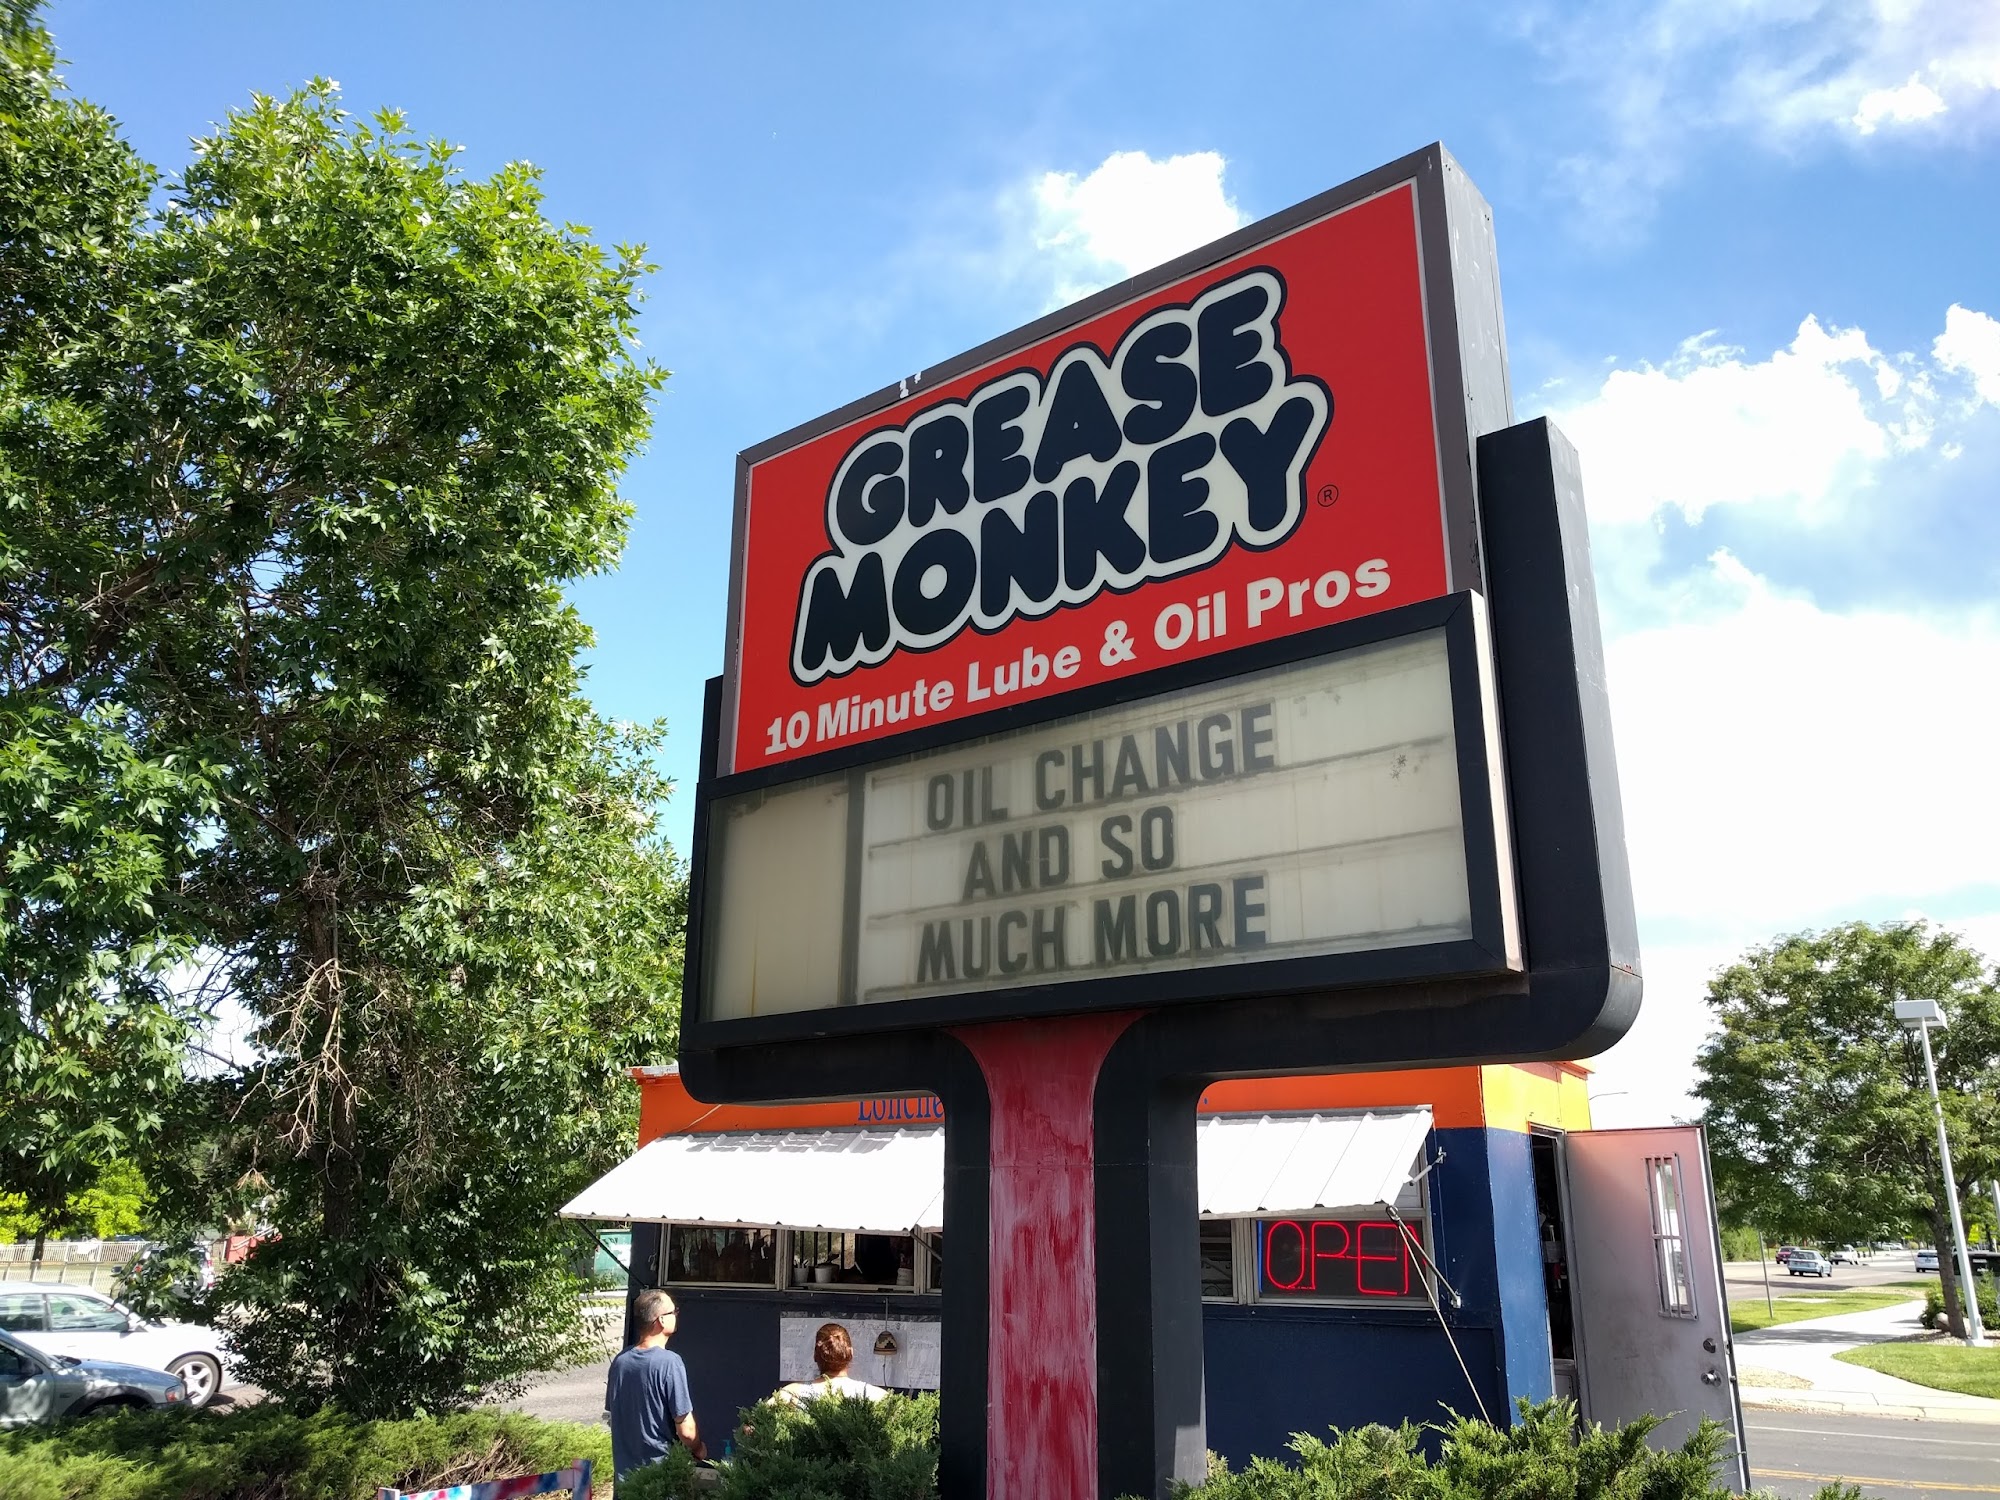 GREASE
MONKEY ®
10 Minute Lube & Oil Pros
OIL CHANGE
AND SO
MUCH MORE
OPEN